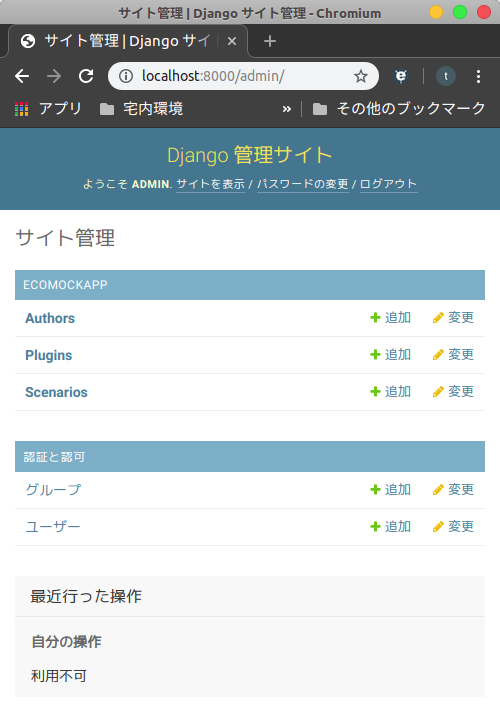 サイト管理 | Django サイト管理 - Chromium
サイト管理 | Django サイト
localhost:8000/admin/
t
アプリ 宅内環境 » その他のブックマーク
Django 管理サイト
ようこそ ADMIN. サイトを表示 / パスワードの変更 / ログアウト
サイト管理
ECOMOCKAPP
Authors 追加 変更
Plugins 追加 変更
Scenarios 追加 変更
認証と認可
グループ 追加 変更
ユーザー 追加 変更
最近行った操作
自分の操作
利用不可